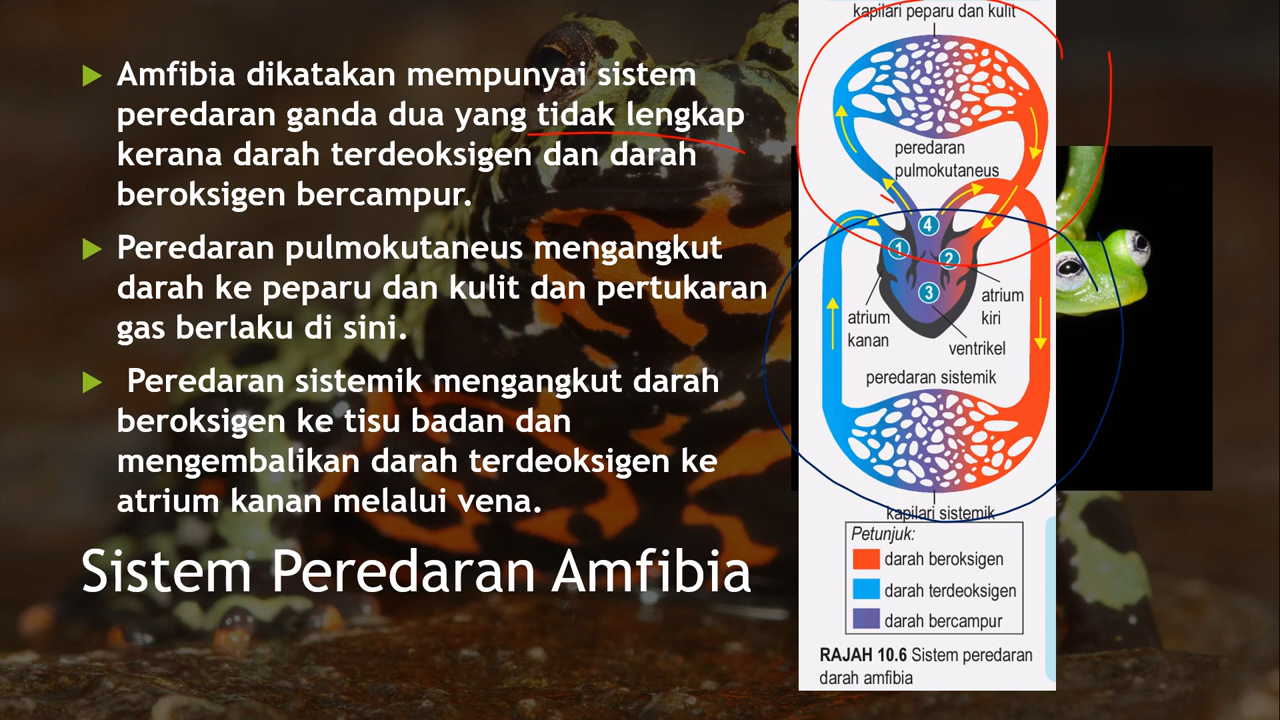 Amfibia dikatakan mempunyai sistem
peredaran ganda dua yang tidak lengkap
kerana darah terdeoksigen dan darah
beroksigen bercampur.
Peredaran pulmokutaneus mengangkut
darah ke peparu dan kulit dan pertukaran
gas berlaku di sini.
Peredaran sistemik mengangkut darah
beroksigen ke tisu badan dan
mengembalikan darah terdeoksigen ke
atrium kanan melalui vena.
Sistem Peredaran Amfibia
kapilari peparu dan kulit
peredaran
pulmokutaneus
4
1
2
3
atrium
kiri
atrium
kanan
ventrikel
peredaran sistemik
kapilari sistemik
Petunjuk:
darah beroksigen
darah terdeoksigen
darah bercampur
RAJAH 10.6 Sistem peredaran
darah amfibia